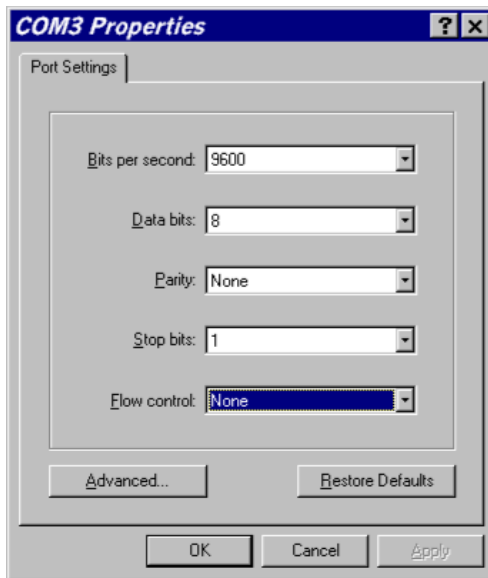 COM3 Properties
Port Settings
Bits per second: 9600
Data bits: 8
Parity: None
Stop bits: 1
Flow control: None
Advanced...
Restore Defaults
OK
Cancel
Apply